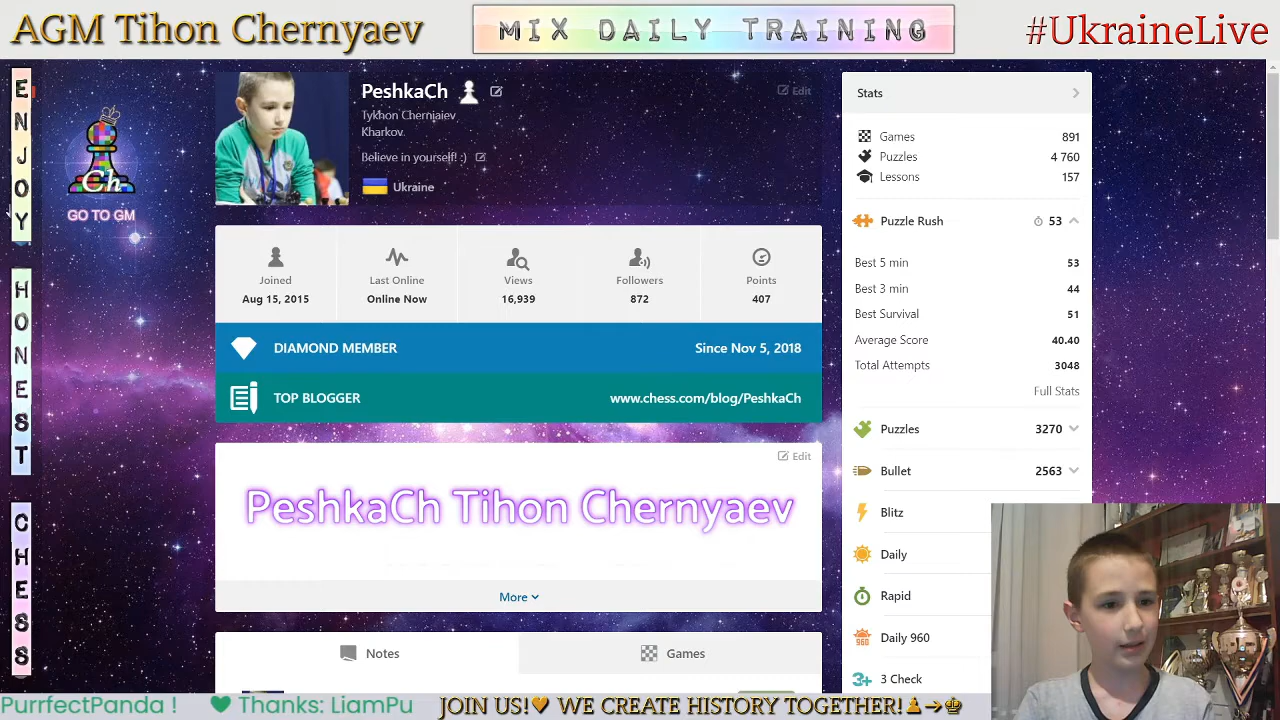 AGM Tihon Chernyaev
MIX DAILY TRAINING
#UkraineLive
ENJOY
HONEST
CHESS
Ch
GO TO GM
PeshkaCh
Edit
Tykhon Cherniaiev
Kharkov.
Believe in yourself! :)
Ukraine
Joined
Aug 15, 2015
Last Online
Online Now
Views
16,939
Followers
872
Points
407
DIAMOND MEMBER Since Nov 5, 2018
TOP BLOGGER www.chess.com/blog/PeshkaCh
Edit
PeshkaCh Tihon Chernyaev
More
Notes
Games
Stats
Games 891
Puzzles 4 760
Lessons 157
Puzzle Rush 53
Best 5 min 53
Best 3 min 44
Best Survival 51
Average Score 40.40
Total Attempts 3048
Full Stats
Puzzles 3270
Bullet 2563
Blitz
Daily
Rapid
960 Daily 960
3+ 3 Check
PurrfectPanda ! Thanks: LiamPu
JOIN US!🧡 WE CREATE HISTORY TOGETHER!♟→♚